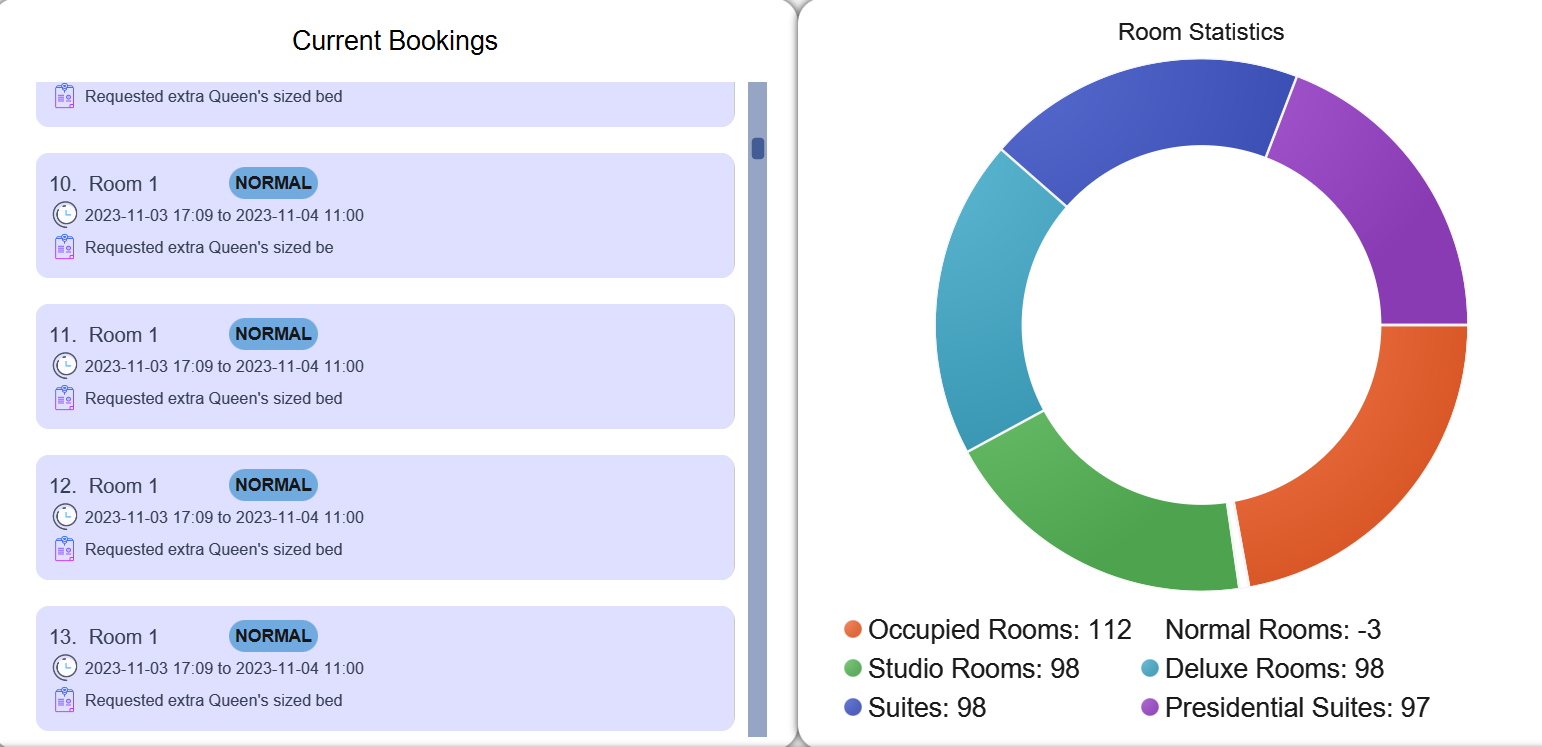 Current Bookings
Requested extra Queen's sized bed
10. Room 1 NORMAL
2023-11-03 17:09 to 2023-11-04 11:00
Requested extra Queen's sized be
11. Room 1 NORMAL
2023-11-03 17:09 to 2023-11-04 11:00
Requested extra Queen's sized bed
12. Room 1 NORMAL
2023-11-03 17:09 to 2023-11-04 11:00
Requested extra Queen's sized bed
13. Room 1 NORMAL
2023-11-03 17:09 to 2023-11-04 11:00
Requested extra Queen's sized bed
Room Statistics
Occupied Rooms: 112 Normal Rooms: -3
Studio Rooms: 98 Deluxe Rooms: 98
Suites: 98 Presidential Suites: 97